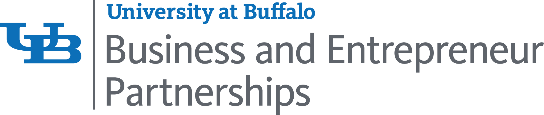 UB
University at Buffalo
Business and Entrepreneur
Partnerships